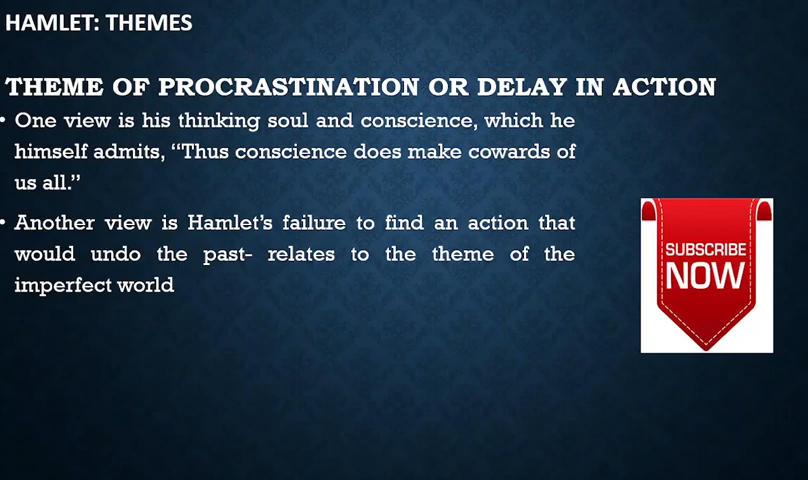 HAMLET: THEMES
THEME OF PROCRASTINATION OR DELAY IN ACTION
• One view is his thinking soul and conscience, which he
himself admits, “Thus conscience does make cowards of
us all.”
• Another view is Hamlet’s failure to find an action that
would undo the past- relates to the theme of the
imperfect world
SUBSCRIBE
NOW